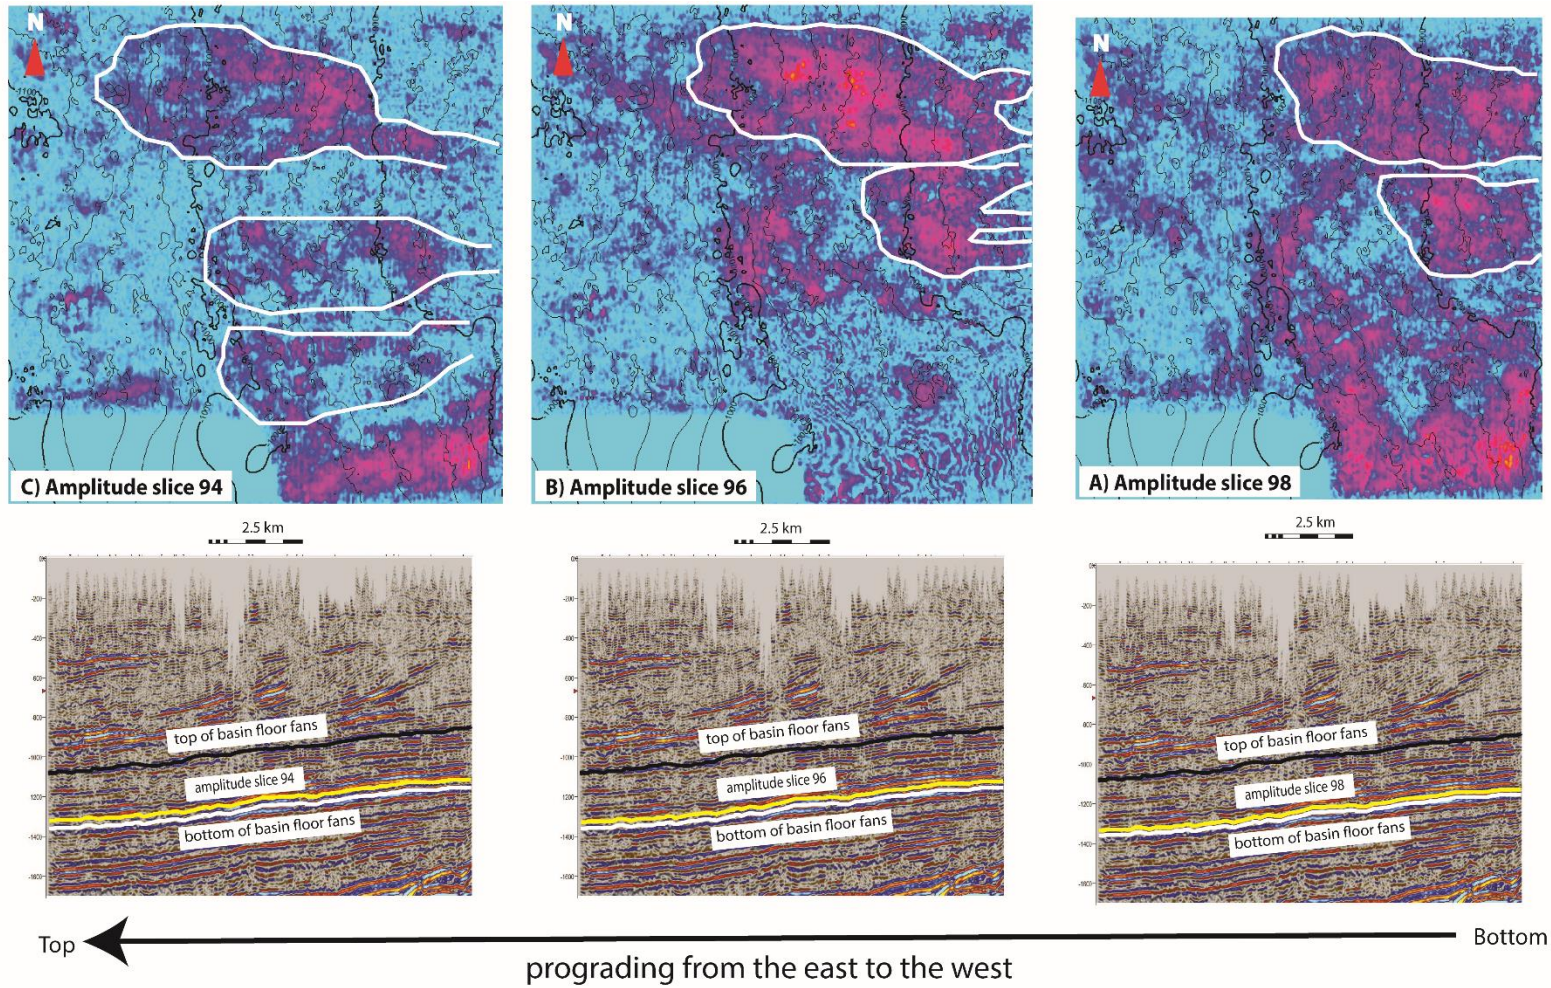 N
N
N
C) Amplitude slice 94
B) Amplitude slice 96
A) Amplitude slice 98
2.5 km
2.5 km
2.5 km
top of basin floor fans
amplitude slice 94
bottom of basin floor fans
top of basin floor fans
amplitude slice 96
bottom of basin floor fans
top of basin floor fans
amplitude slice 98
bottom of basin floor fans
Top
Bottom
prograding from the east to the west